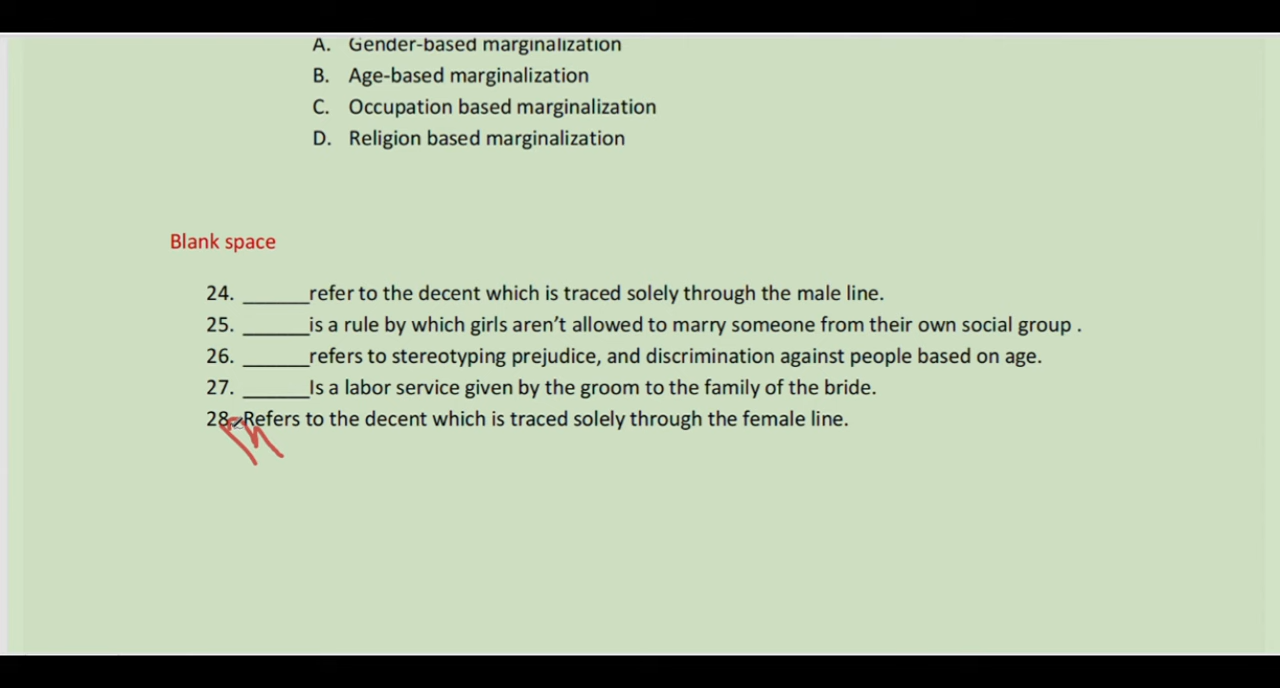 A. Gender-based marginalization
B. Age-based marginalization
C. Occupation based marginalization
D. Religion based marginalization
Blank space
24. ______refer to the decent which is traced solely through the male line.
25. ______is a rule by which girls aren’t allowed to marry someone from their own social group .
26. ______refers to stereotyping prejudice, and discrimination against people based on age.
27. ______Is a labor service given by the groom to the family of the bride.
28. Refers to the decent which is traced solely through the female line.